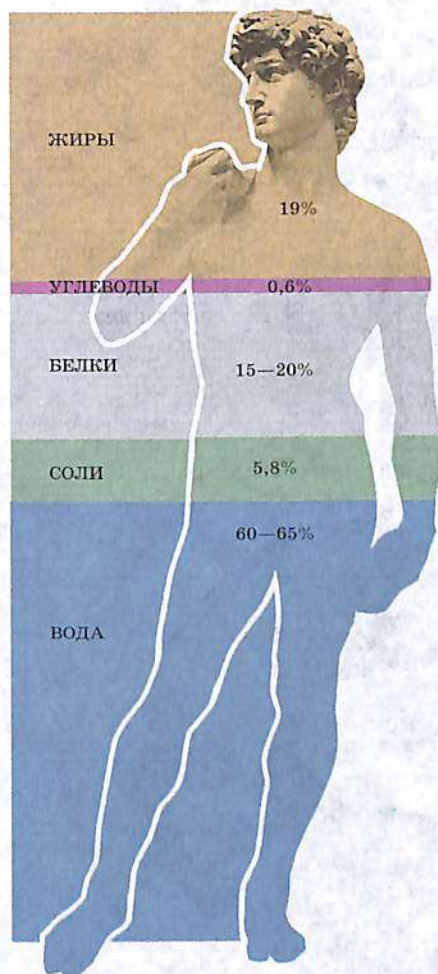 ЖИРЫ
19%
УГЛЕВОДЫ 0,6%
БЕЛКИ 15—20%
СОЛИ 5,8%
60—65%
ВОДА